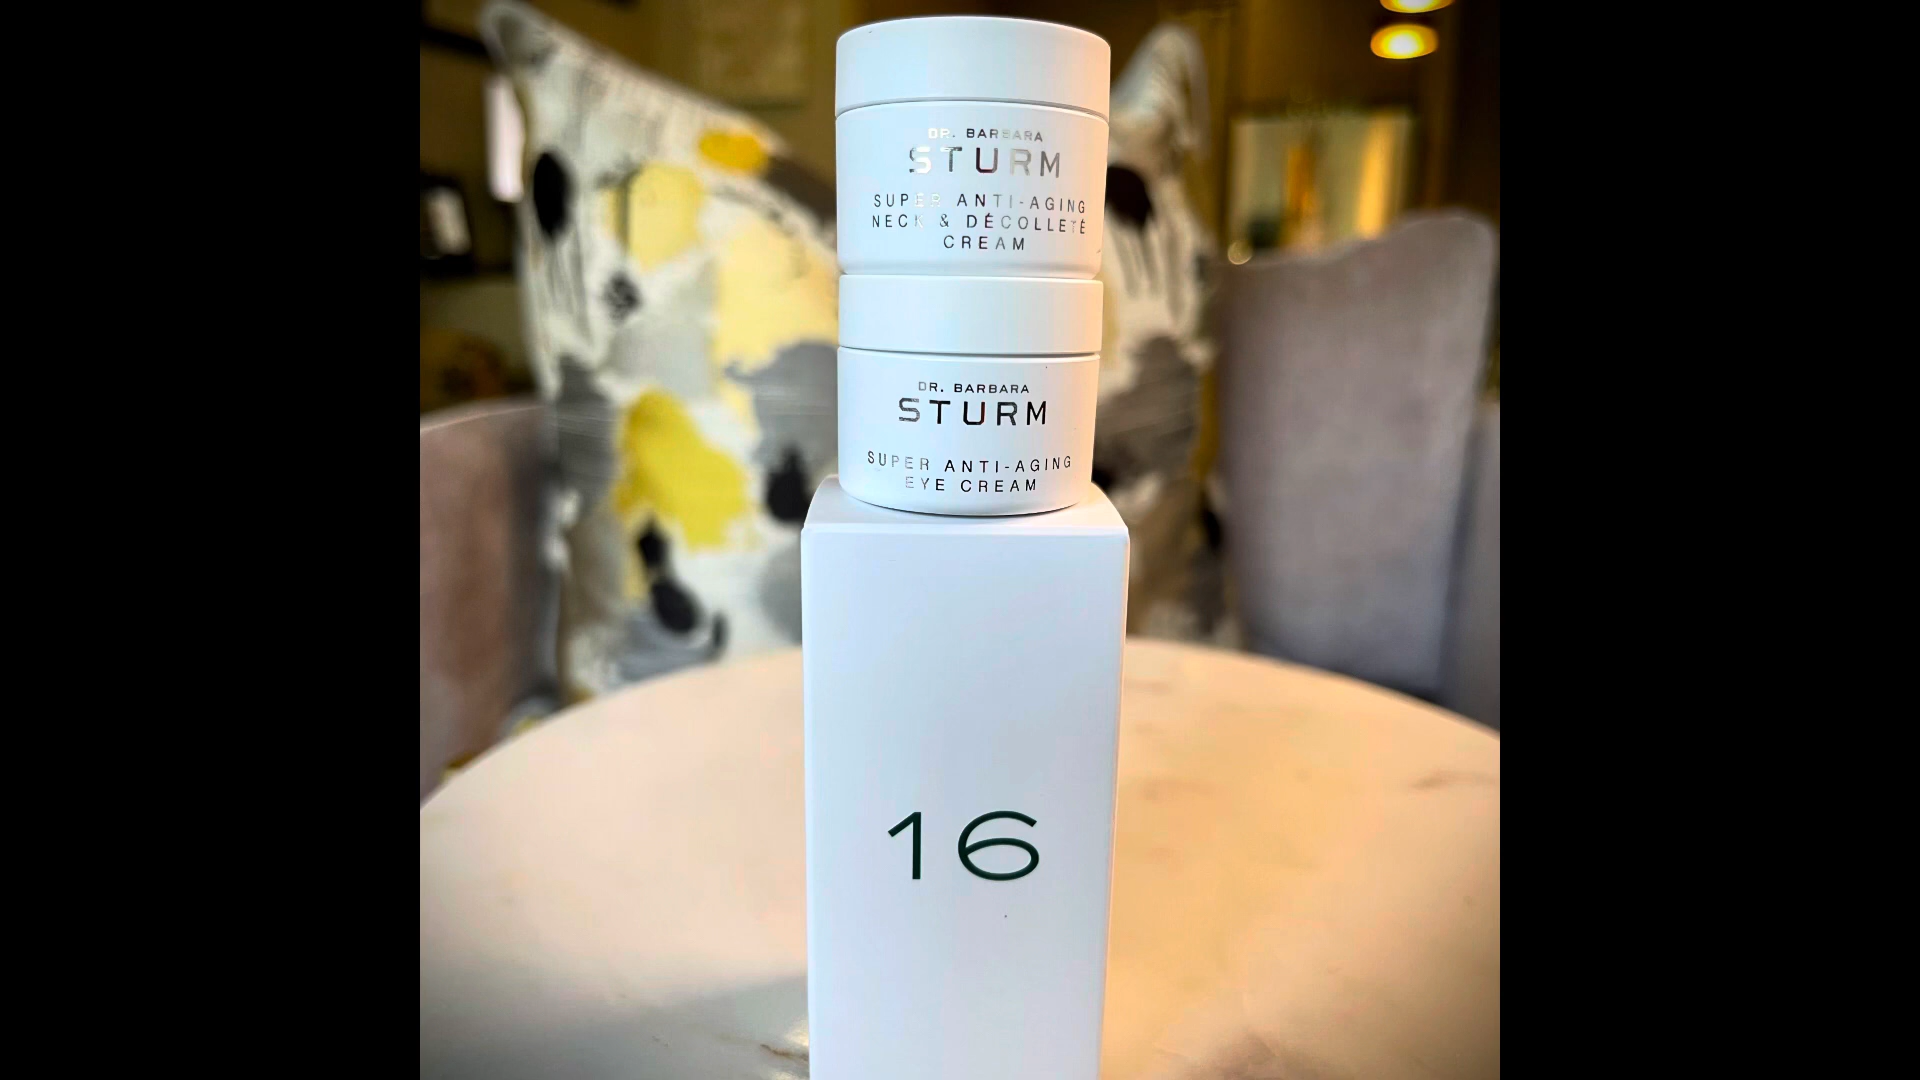 DR. BARBARA
STURM
SUPER ANTI-AGING
NECK & DÉCOLLETÉ
CREAM
DR. BARBARA
STURM
SUPER ANTI-AGING
EYE CREAM
16